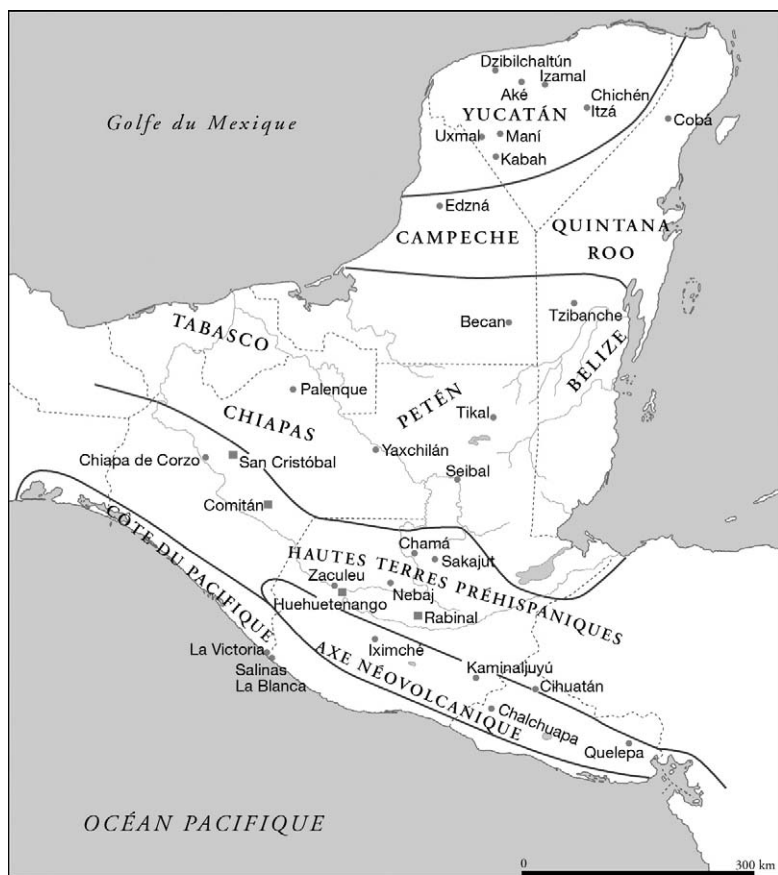 Dzibilchaltún
Izamal
Aké
Chichén
Itzá
YUCATÁN
Golfe du Mexique
Cobá
Uxmal
Maní
Kabah
Edzná
QUINTANA
ROO
CAMPECHE
Becan
Tzibanche
TABASCO
BELIZE
Palenque
PETÉN
Tikal
CHIAPAS
Yaxchilán
Chiapa de Corzo
San Cristóbal
Seibal
Comitán
CÔTE DU PACIFIQUE
Chamá
Sakajut
HAUTES TERRES PRÉHISPANIQUES
Zaculeu
Nebaj
Huehuetenango
Rabinal
La Victoria
Salinas
La Blanca
Iximché
AXE NÉOVOLCANIQUE
Kaminaljuyú
Cihuatán
Chalchuapa
Quelepa
OCÉAN PACIFIQUE
0
300 km